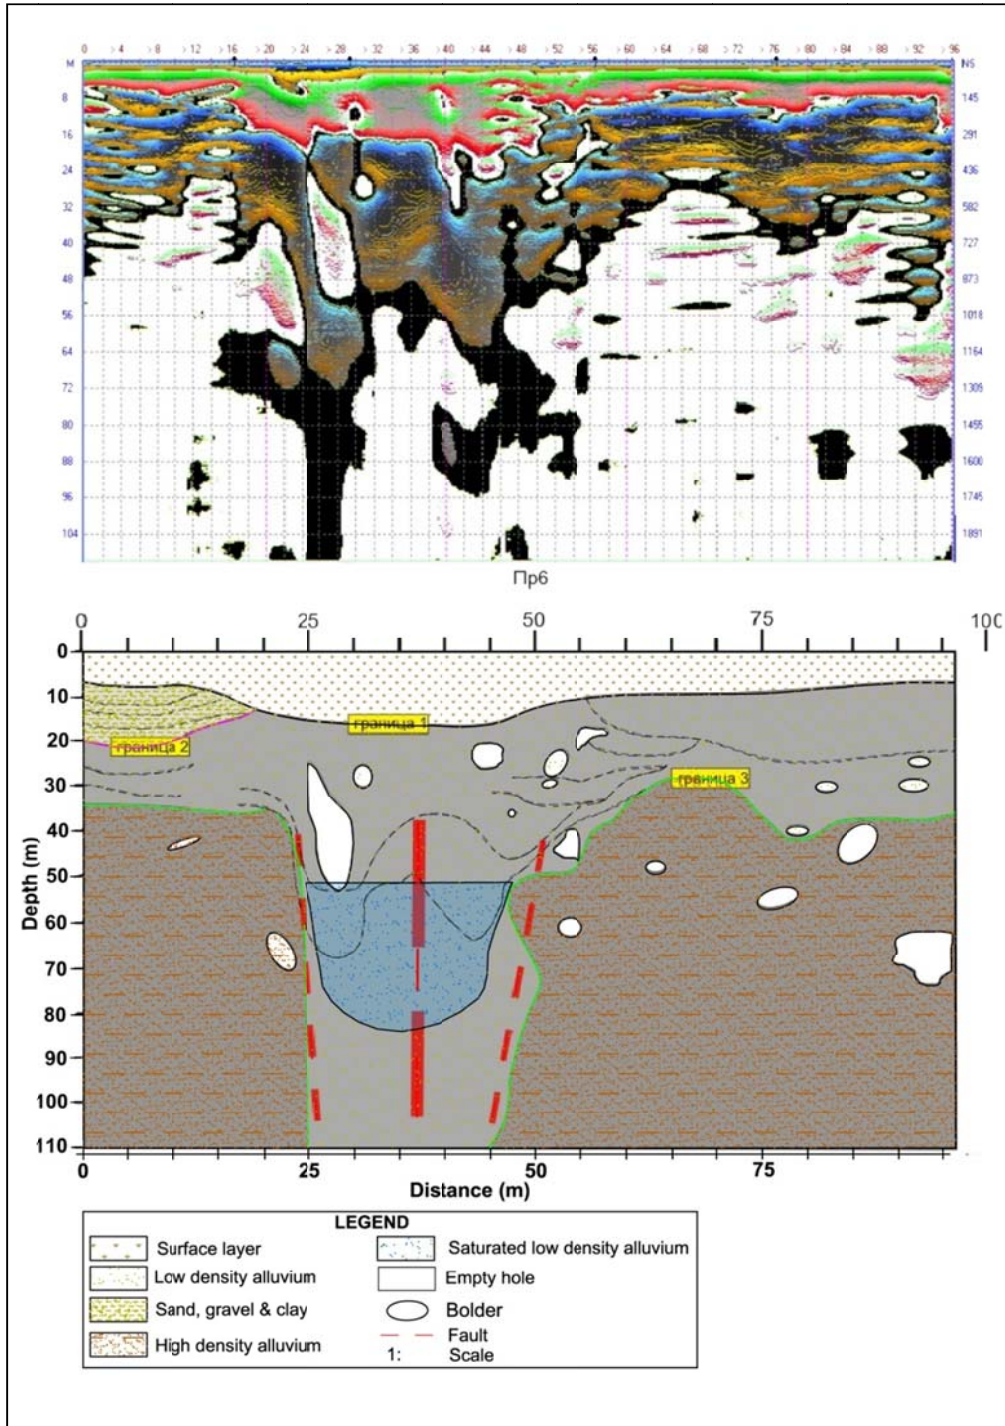 0 > 4 > 8 > 12 > 16 > 20 > 24 > 28 > 32 > 36 > 40 > 44 > 48 > 52 > 56 > 60 > 64 > 68 > 72 > 76 > 80 > 84 > 88 > 92 > 96
M NS
8 145
16 291
24 436
32 582
40 727
48 873
56 1018
64 1164
72 1309
80 1455
88 1600
96 1745
104 1891
Пр6
0 25 50 75 100
0
10
граница 1
20
граница 2
30
граница 3
40
50
60
70
80
90
100
110
Depth (m)
0 25 50 75
Distance (m)
LEGEND
Surface layer
Low density alluvium
Sand, gravel & clay
High density alluvium
Saturated low density alluvium
Empty hole
Bolder
Fault
1: Scale